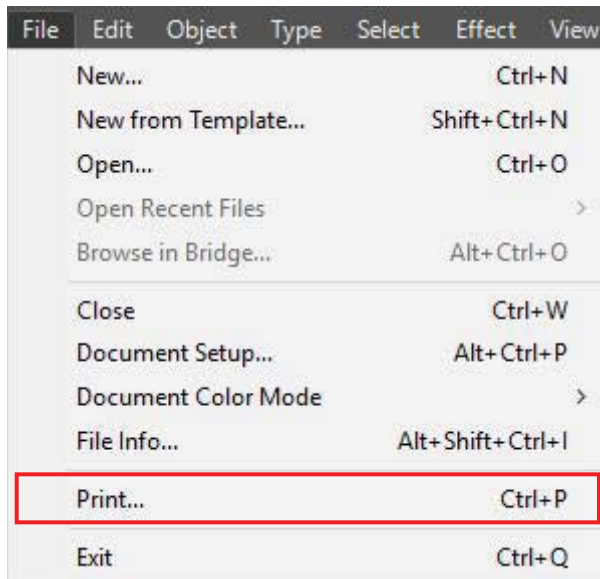 File Edit Object Type Select Effect View
New... Ctrl+N
New from Template... Shift+Ctrl+N
Open... Ctrl+O
Open Recent Files >
Browse in Bridge... Alt+Ctrl+O
Close Ctrl+W
Document Setup... Alt+Ctrl+P
Document Color Mode >
File Info... Alt+Shift+Ctrl+I
Print... Ctrl+P
Exit Ctrl+Q